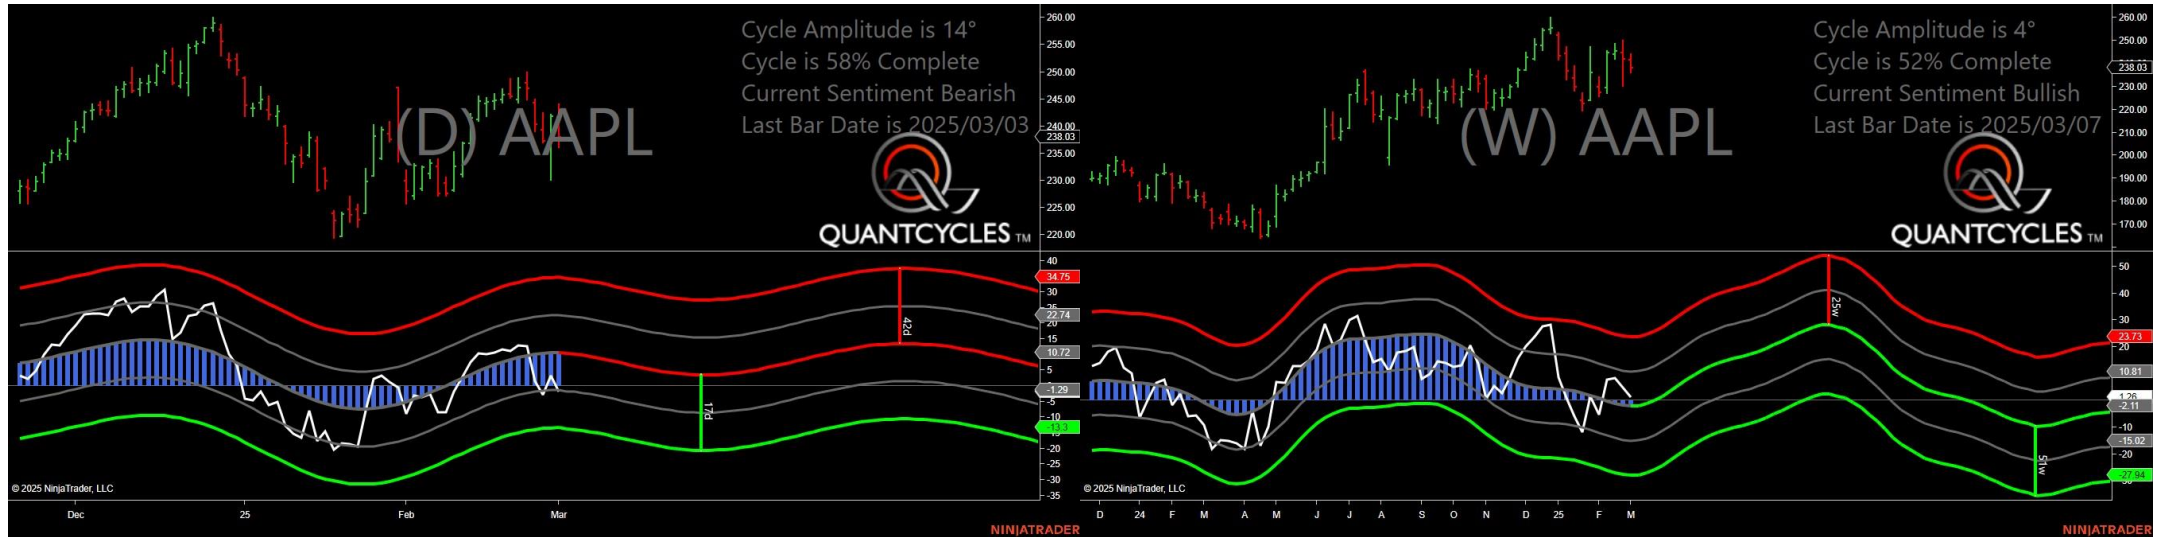 Cycle Amplitude is 14°
Cycle is 58% Complete
Current Sentiment Bearish
Last Bar Date is 2025/03/03
(D) AAPL
QUANTCYCLES TM
260.00
255.00
250.00
245.00
240.00
238.03
235.00
230.00
225.00
220.00
40
34.75
30
25
22.74
20
15
10.72
5
-1.29
-5
-10
-13.3
-15
-20
-25
-30
-35
42d
17d
© 2025 NinjaTrader, LLC
Dec
25
Feb
Mar
NINJATRADER
Cycle Amplitude is 4°
Cycle is 52% Complete
Current Sentiment Bullish
Last Bar Date is 2025/03/07
(W) AAPL
QUANTCYCLES TM
260.00
250.00
238.03
230.00
220.00
210.00
200.00
190.00
180.00
170.00
50
40
30
23.73
20
10.81
1.26
-2.11
-10
-15.02
-20
-27.94
25w
51w
© 2025 NinjaTrader, LLC
D 24 F M A M J J A S O N D 25 F M
NINJATRADER